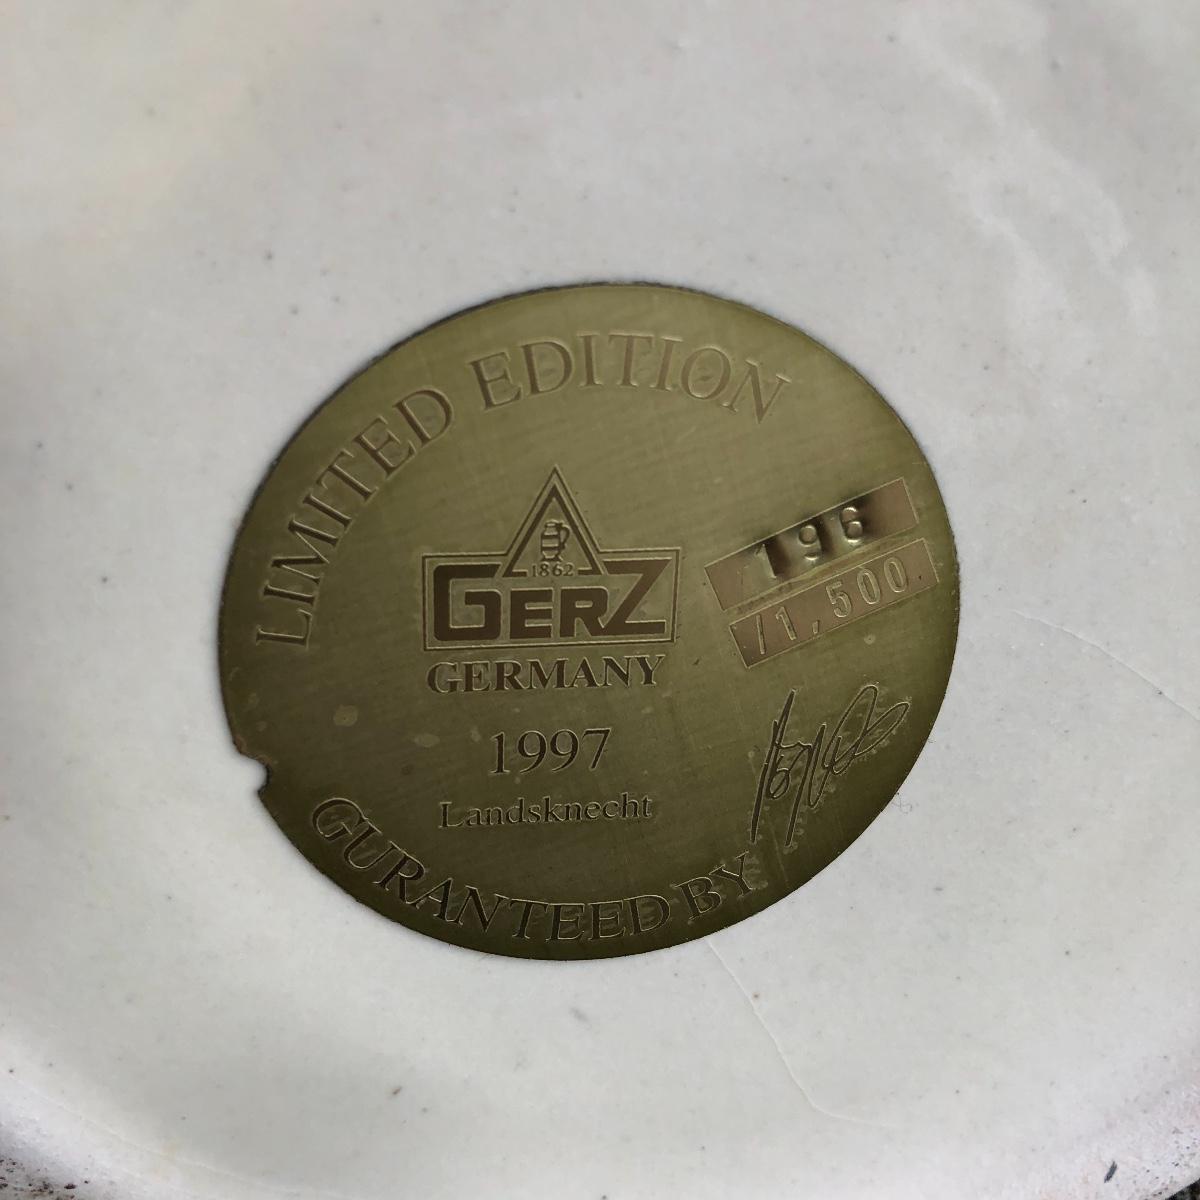 LIMITED EDITION
1862
GERZ
GERMANY
196
/1,500
1997
Landsknecht
GURANTEED BY